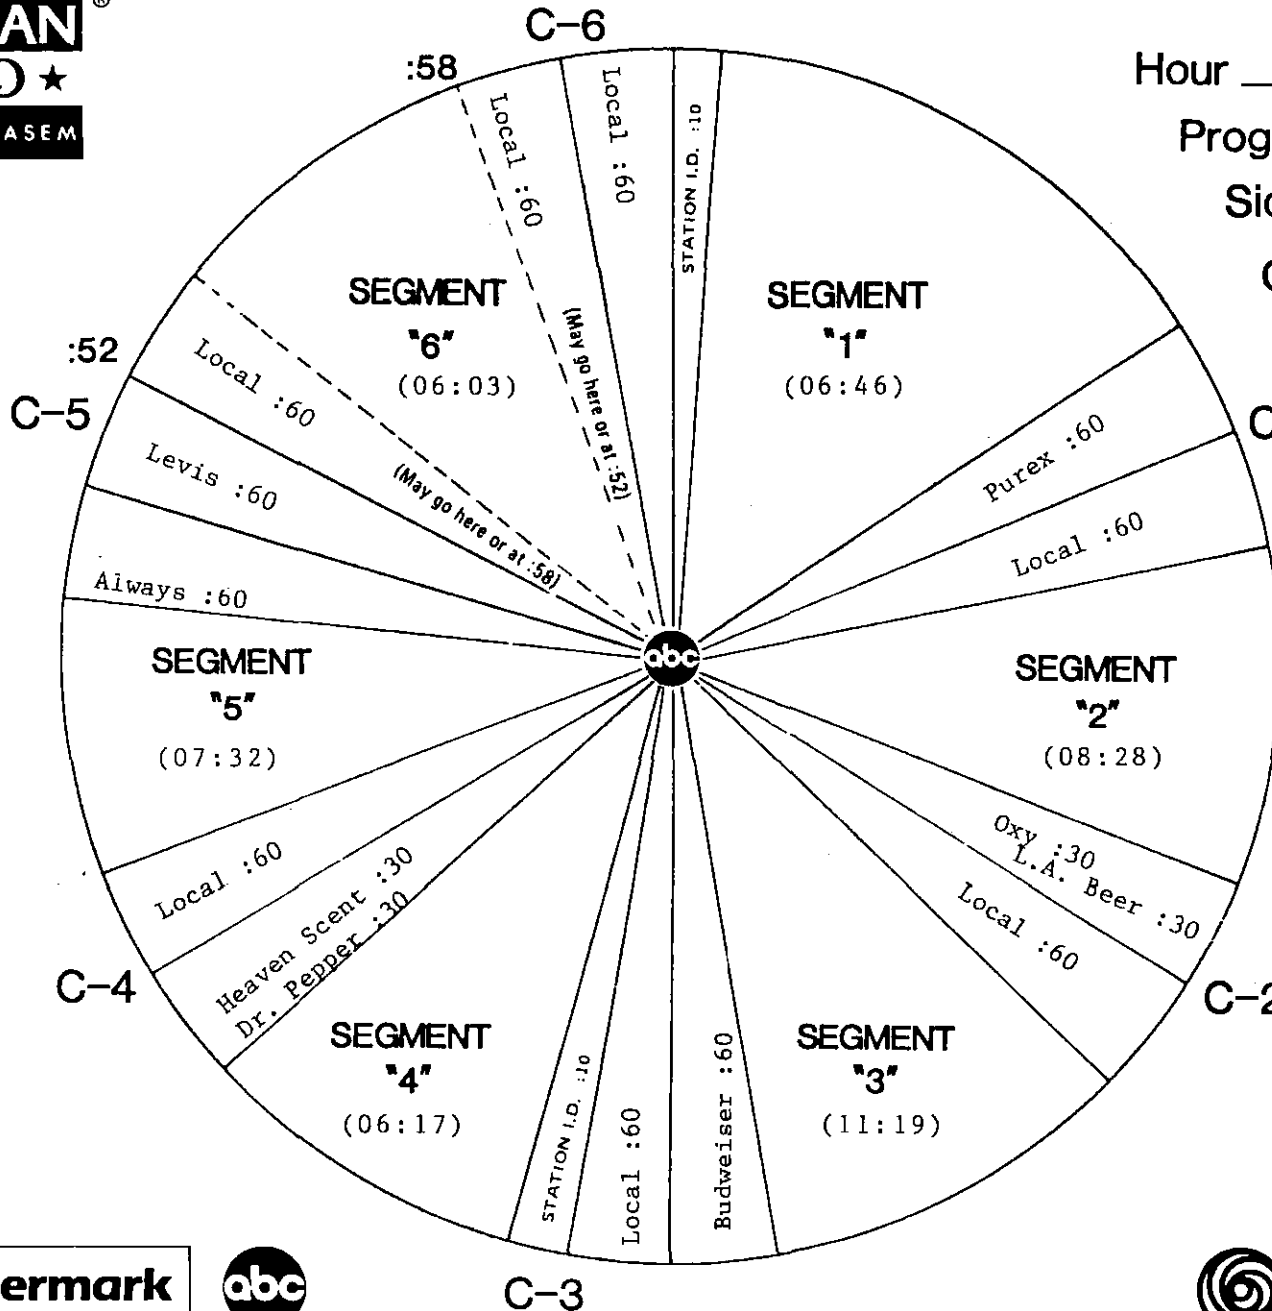 AN ®
ASEM
C-6
:58
Hour
Local :60
Local :60
STATION I.D. :10
SEGMENT
"6"
(06:03)
(May go here or at :52)
SEGMENT
"1"
(06:46)
:52
C-5
Local :60
(May go here or at :58)
Levis :60
Always :60
Purex :60
Local :60
abc
SEGMENT
"5"
(07:32)
SEGMENT
"2"
(08:28)
Oxy :30
L.A. Beer :30
Local :60
C-2
Local :60
C-4
Heaven Scent :30
Dr. Pepper :30
SEGMENT
"4"
(06:17)
STATION I.D. :10
Local :60
Budweiser :60
SEGMENT
"3"
(11:19)
C-3
ermark
abc